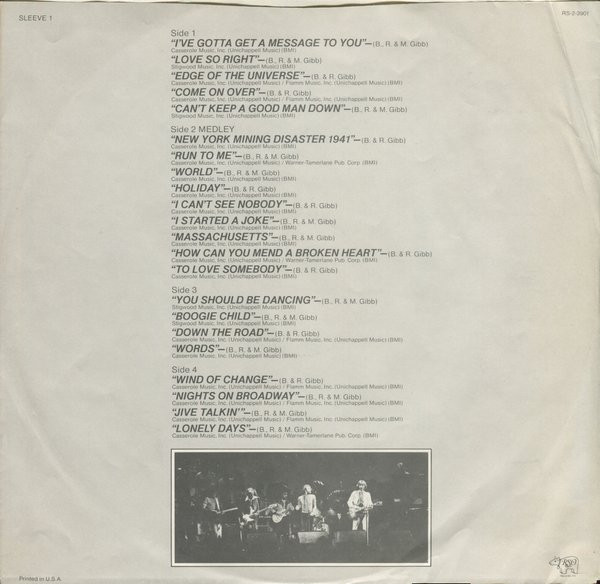 SLEEVE 1
RS-2-3901
Side 1
"I'VE GOTTA GET A MESSAGE TO YOU"—(B., R. & M. Gibb)
Casserole Music, Inc. (Unichappell Music) (BMI)
"LOVE SO RIGHT"—(B., R. & M. Gibb)
Stigwood Music, Inc. (Unichappell Music) (BMI)
"EDGE OF THE UNIVERSE"—(B. & R. Gibb)
Casserole Music, Inc. (Unichappell Music) / Flamm Music, Inc. (Unichappell Music) (BMI)
"COME ON OVER"—(B. & R. Gibb)
Casserole Music, Inc. (Unichappell Music) / Flamm Music, Inc. (Unichappell Music) (BMI)
"CAN'T KEEP A GOOD MAN DOWN"—(B., R. & M. Gibb)
Stigwood Music, Inc. (Unichappell Music) (BMI)
Side 2 MEDLEY
"NEW YORK MINING DISASTER 1941"—(B. & R. Gibb)
Casserole Music, Inc. (Unichappell Music) (BMI)
"RUN TO ME"—(B., R. & M. Gibb)
Casserole Music, Inc. (Unichappell Music) / Warner-Tamerlane Pub. Corp. (BMI)
"WORLD"—(B., R. & M. Gibb)
Casserole Music, Inc. (Unichappell Music) (BMI)
"HOLIDAY"—(B. & R. Gibb)
Casserole Music, Inc. (Unichappell Music) (BMI)
"I CAN'T SEE NOBODY"—(B. & R. Gibb)
Casserole Music, Inc. (Unichappell Music) (BMI)
"I STARTED A JOKE"—(B., R. & M. Gibb)
Casserole Music, Inc. (Unichappell Music) (BMI)
"MASSACHUSETTS"—(B., R. & M. Gibb)
Casserole Music, Inc. (Unichappell Music) (BMI)
"HOW CAN YOU MEND A BROKEN HEART"—(B. & R. Gibb)
Casserole Music, Inc. (Unichappell Music) / Warner-Tamerlane Pub. Corp. (BMI)
"TO LOVE SOMEBODY"—(B. & R. Gibb)
Casserole Music, Inc. (Unichappell Music) (BMI)
Side 3
"YOU SHOULD BE DANCING"—(B., R. & M. Gibb)
Stigwood Music, Inc. (Unichappell Music) (BMI)
"BOOGIE CHILD"—(B., R. & M. Gibb)
Stigwood Music, Inc. (Unichappell Music) (BMI)
"DOWN THE ROAD"—(B. & R. Gibb)
Casserole Music, Inc. (Unichappell Music) / Flamm Music, Inc. (Unichappell Music) (BMI)
"WORDS"—(B., R. & M. Gibb)
Casserole Music, Inc. (Unichappell Music) (BMI)
Side 4
"WIND OF CHANGE"—(B. & R. Gibb)
Casserole Music, Inc. (Unichappell Music) / Flamm Music, Inc. (Unichappell Music) (BMI)
"NIGHTS ON BROADWAY"—(B., R. & M. Gibb)
Casserole Music, Inc. (Unichappell Music) / Flamm Music, Inc. (Unichappell Music) (BMI)
"JIVE TALKIN'"—(B., R. & M. Gibb)
Casserole Music, Inc. (Unichappell Music) / Flamm Music, Inc. (Unichappell Music) (BMI)
"LONELY DAYS"—(B., R. & M. Gibb)
Casserole Music, Inc. (Unichappell Music) / Warner-Tamerlane Pub. Corp. (BMI)
Printed in U.S.A.
RSO